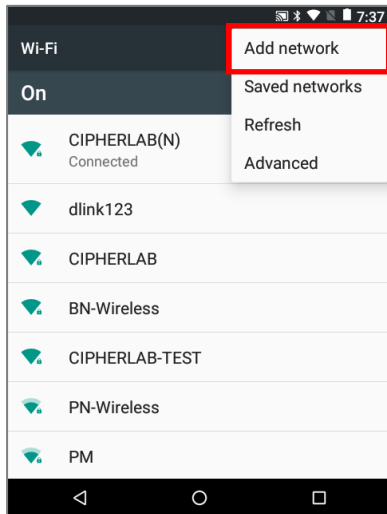 7:37
Wi-Fi
Add network
On
Saved networks
Refresh
Advanced
CIPHERLAB(N)
Connected
dlink123
CIPHERLAB
BN-Wireless
CIPHERLAB-TEST
PN-Wireless
PM